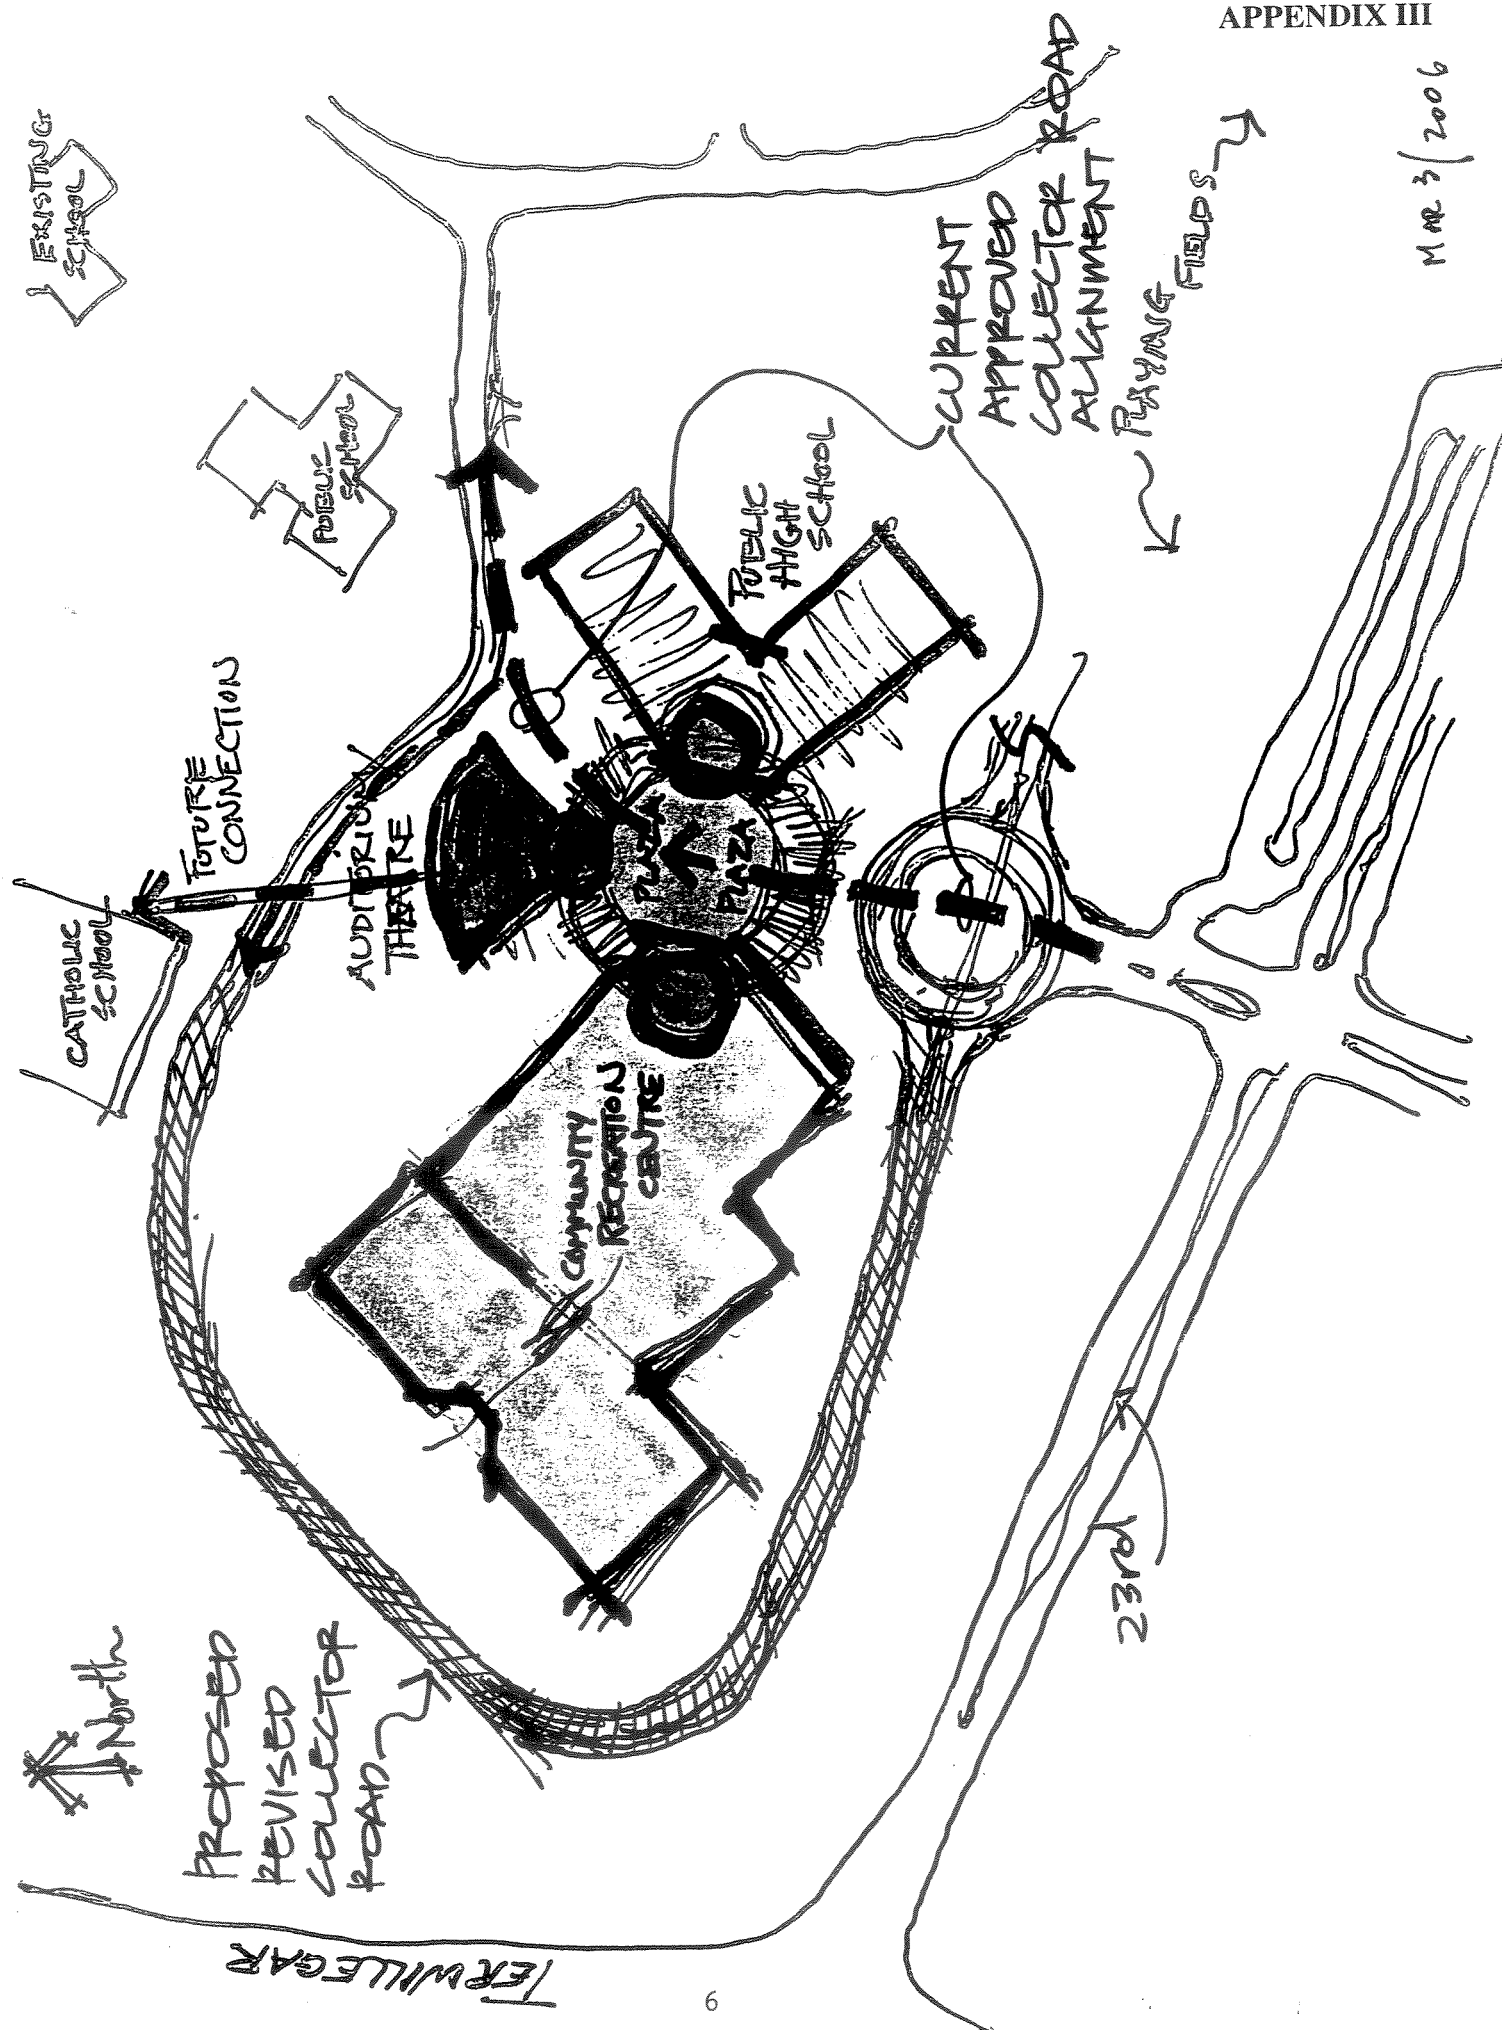 APPENDIX III
MAR 3/2006
EXISTING
SCHOOL
PUBLIC
SCHOOL
FUTURE
CONNECTION
CATHOLIC
SCHOOL
AUDITORIUM
THEATRE
PLAZA
PLAZA
PUBLIC
HIGH
SCHOOL
CURRENT
APPROVED
COLLECTOR ROAD
ALIGNMENT
PLAYING FIELDS
COMMUNITY
RECREATION
CENTRE
North
PROPOSED
REVISED
COLLECTOR
ROAD
TERWILLEGAR
23rd
6